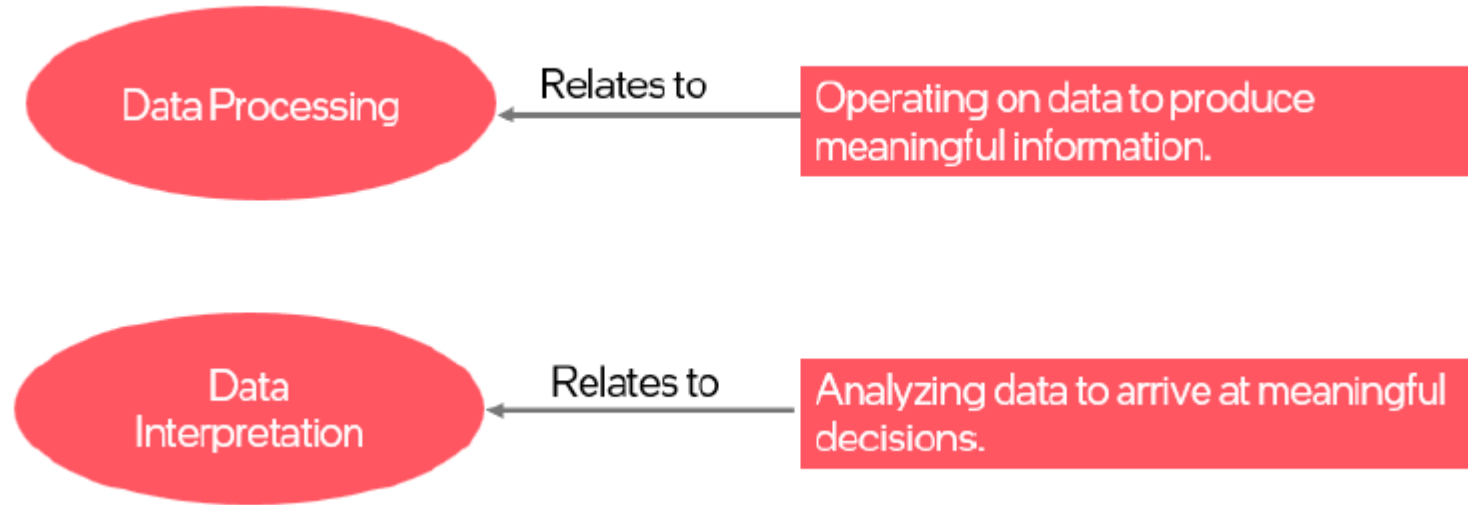 Data Processing
Relates to
Operating on data to produce
meaningful information.
Data
Interpretation
Relates to
Analyzing data to arrive at meaningful
decisions.